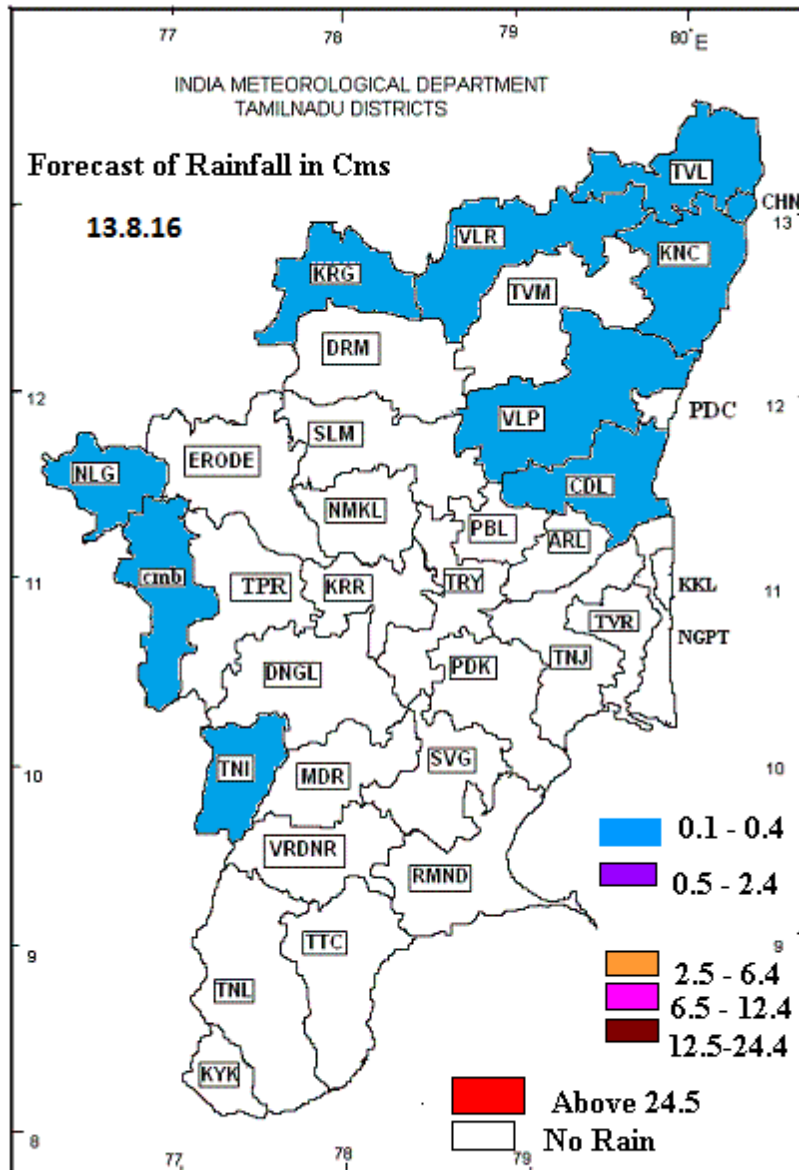 77 78 79 80° E
INDIA METEOROLOGICAL DEPARTMENT
TAMILNADU DISTRICTS
Forecast of Rainfall in Cms
13.8.16
TVL
CHN
13
VLR
KNC
KRG
TVM
DRM
12
PDC 12
VLP
SLM
ERODE
NLG
CDL
NMKL
PBL
ARL
11
cmb
TPR
KRR
TRY
KKL 11
TVR
NGPT
DNGL
PDK
TNJ
10
TNI
MDR
SVG
10
0.1 - 0.4
VRDNR
RMND
0.5 - 2.4
9
TTC
9
2.5 - 6.4
TNL
6.5 - 12.4
12.5-24.4
KYK
Above 24.5
8
No Rain
77 78 79